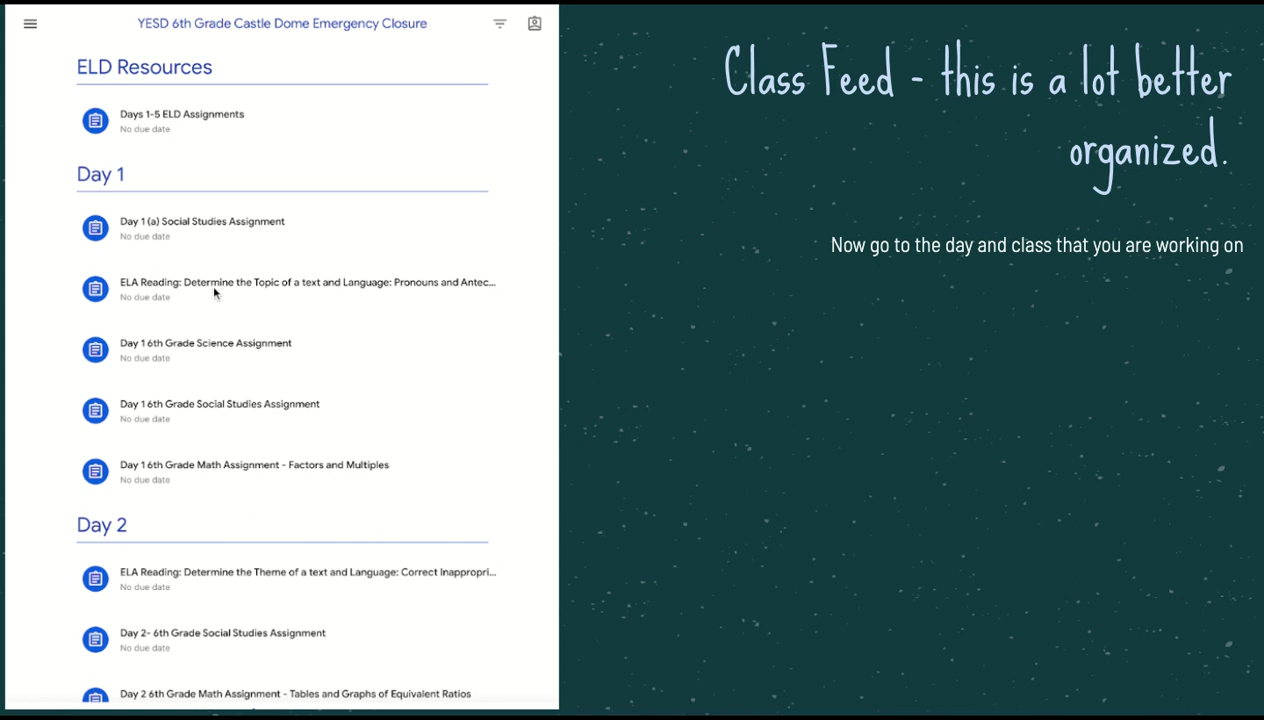 YESD 6th Grade Castle Dome Emergency Closure
ELD Resources
Days 1-5 ELD Assignments
No due date
Day 1
Day 1 (a) Social Studies Assignment
No due date
ELA Reading: Determine the Topic of a text and Language: Pronouns and Antec...
No due date
Day 1 6th Grade Science Assignment
No due date
Day 1 6th Grade Social Studies Assignment
No due date
Day 1 6th Grade Math Assignment - Factors and Multiples
No due date
Day 2
ELA Reading: Determine the Theme of a text and Language: Correct Inappropri...
No due date
Day 2- 6th Grade Social Studies Assignment
No due date
Day 2 6th Grade Math Assignment - Tables and Graphs of Equivalent Ratios
Class Feed - this is a lot better
organized.
Now go to the day and class that you are working on